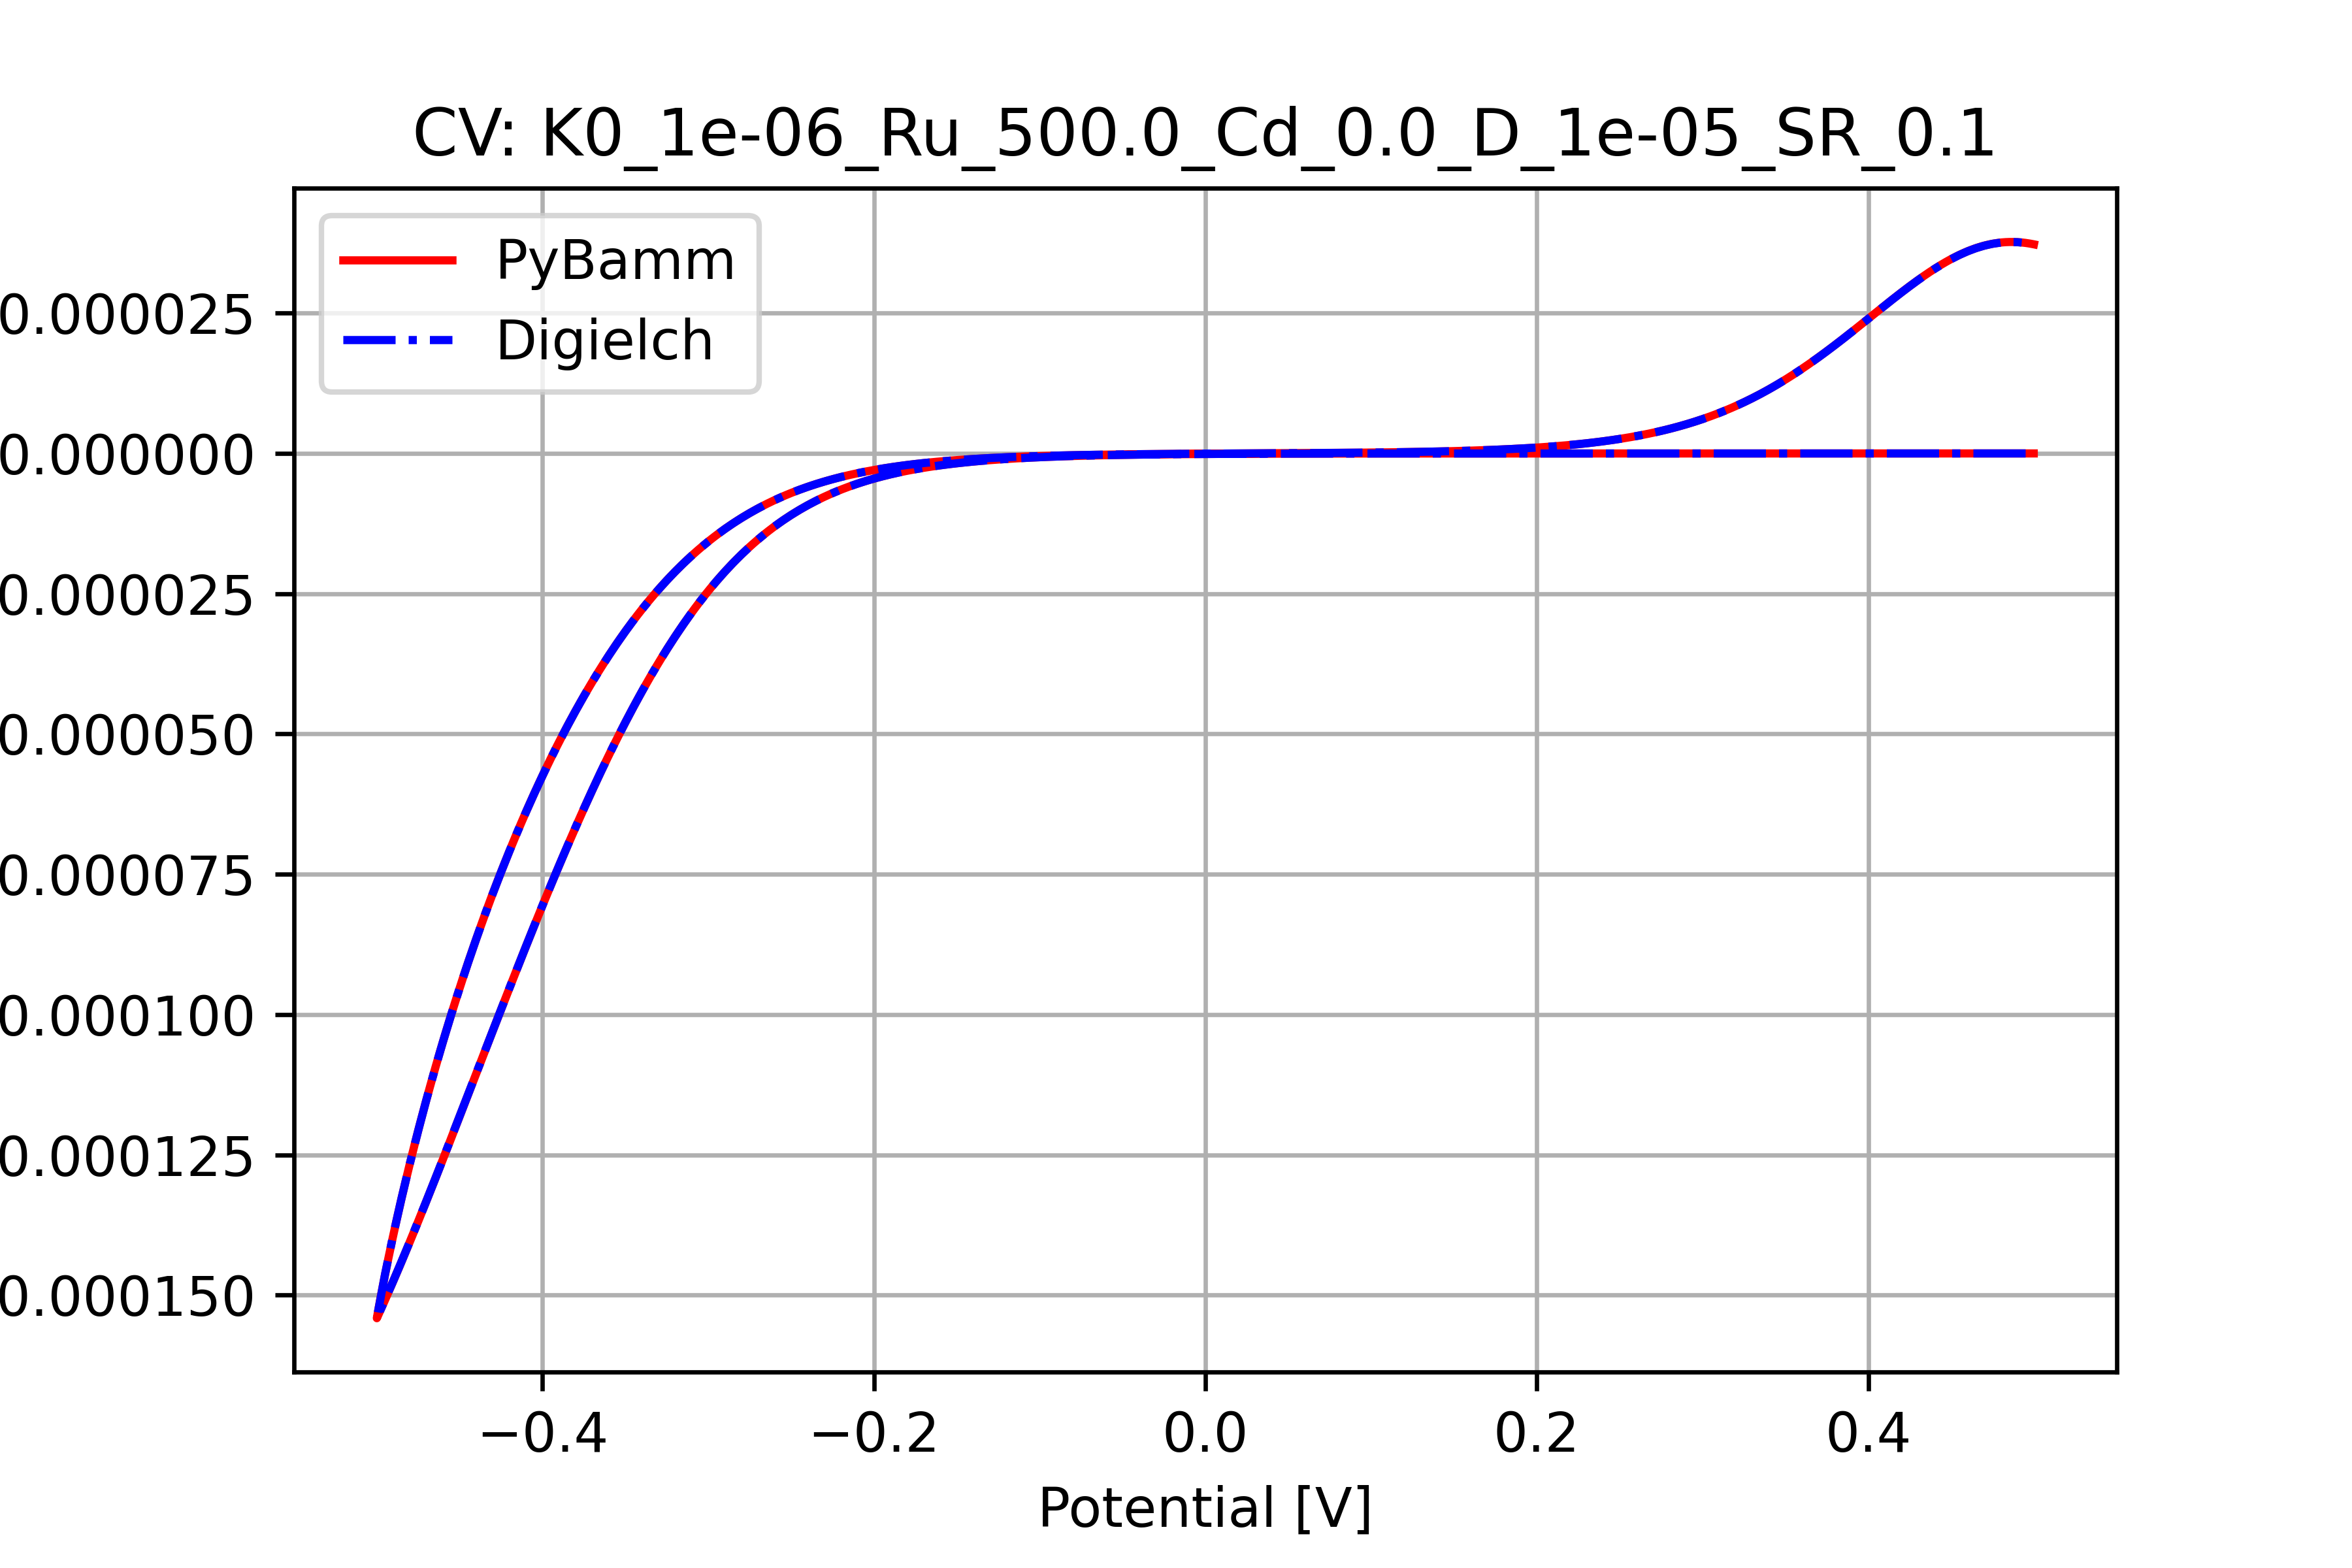 CV: K0_1e-06_Ru_500.0_Cd_0.0_D_1e-05_SR_0.1
PyBamm
Digielch
0.000025
0.000000
0.000025
0.000050
0.000075
0.000100
0.000125
0.000150
−0.4 −0.2 0.0 0.2 0.4
Potential [V]